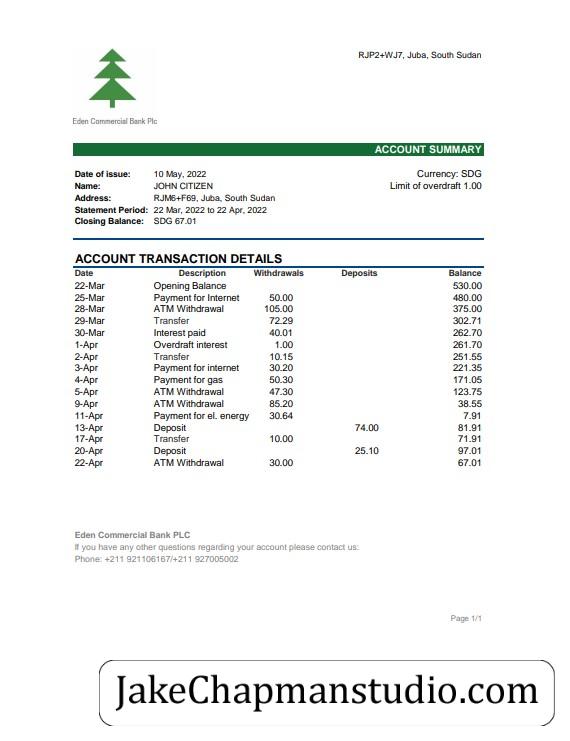 RJP2+WJ7, Juba, South Sudan
Eden Commercial Bank Plc
ACCOUNT SUMMARY
Date of issue: 10 May, 2022 Currency: SDG
Name: JOHN CITIZEN Limit of overdraft 1.00
Address: RJM6+F69, Juba, South Sudan
Statement Period: 22 Mar, 2022 to 22 Apr, 2022
Closing Balance: SDG 67.01
ACCOUNT TRANSACTION DETAILS
Date Description Withdrawals Deposits Balance
22-Mar Opening Balance 530.00
25-Mar Payment for Internet 50.00 480.00
28-Mar ATM Withdrawal 105.00 375.00
29-Mar Transfer 72.29 302.71
30-Mar Interest paid 40.01 262.70
1-Apr Overdraft interest 1.00 261.70
2-Apr Transfer 10.15 251.55
3-Apr Payment for internet 30.20 221.35
4-Apr Payment for gas 50.30 171.05
5-Apr ATM Withdrawal 47.30 123.75
9-Apr ATM Withdrawal 85.20 38.55
11-Apr Payment for el. energy 30.64 7.91
13-Apr Deposit 74.00 81.91
17-Apr Transfer 10.00 71.91
20-Apr Deposit 25.10 97.01
22-Apr ATM Withdrawal 30.00 67.01
Eden Commercial Bank PLC
If you have any other questions regarding your account please contact us:
Phone: +211 921106167/+211 927005002
Page 1/1
JakeChapmanstudio.com